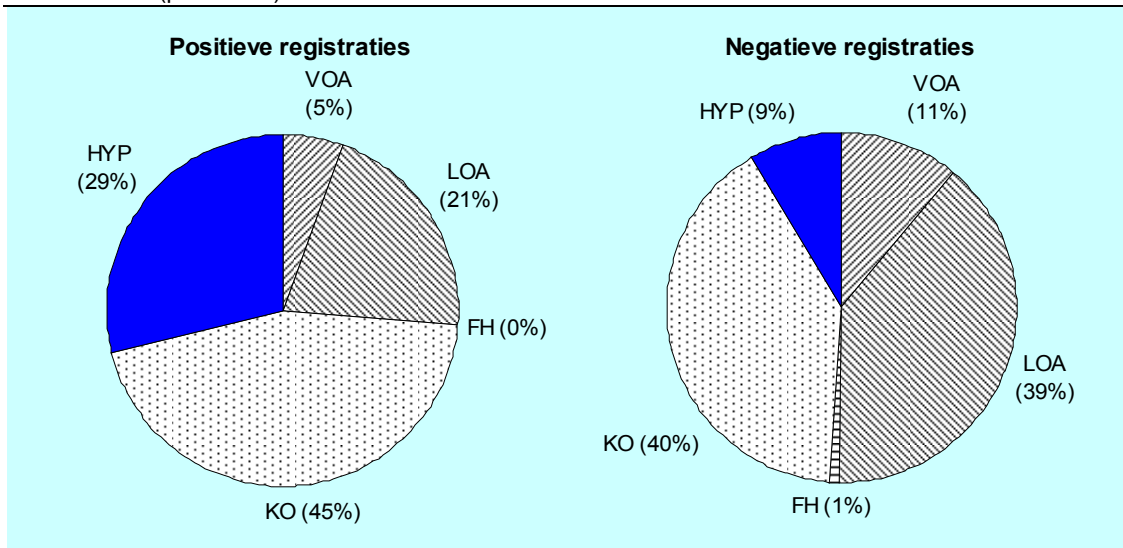 Positieve registraties
VOA
(5%)
HYP
(29%)
LOA
(21%)
FH (0%)
KO (45%)
Negatieve registraties
VOA
(11%)
HYP (9%)
LOA
(39%)
KO (40%)
FH (1%)